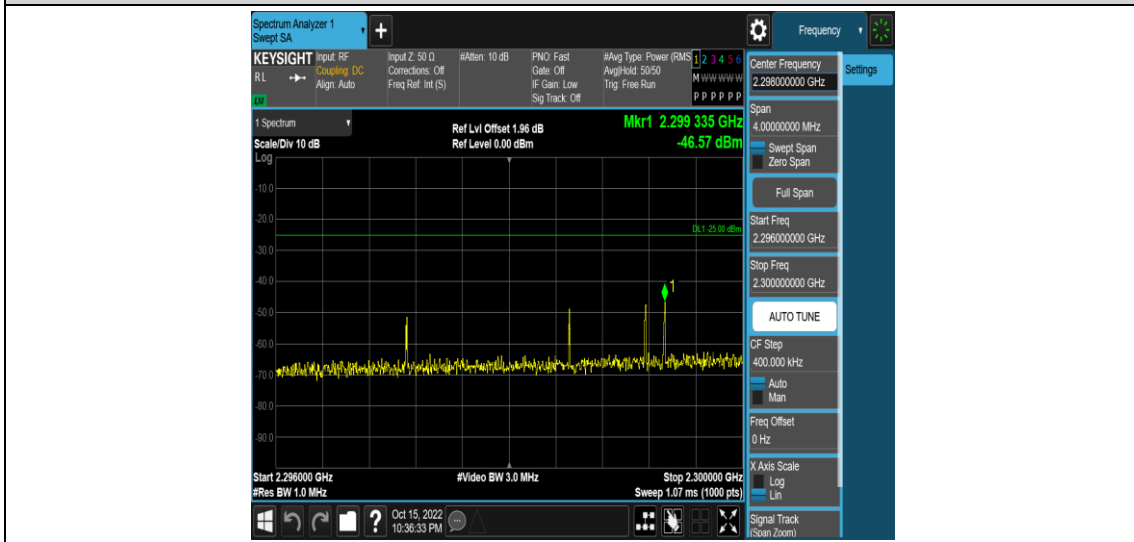 Spectrum Analyzer 1
Swept SA
+
Frequency
KEYSIGHT
RL
LXI
Input: RF
Coupling: DC
Align: Auto
Input Z: 50 Ω
Corrections: Off
Freq Ref: Int (S)
#Atten: 10 dB
PNO: Fast
Gate: Off
IF Gain: Low
Sig Track: Off
#Avg Type: Power (RMS
Avg|Hold: 50/50
Trig: Free Run
1 2 3 4 5 6
M W W W W W
P P P P P P
1 Spectrum
Scale/Div 10 dB
Log
Ref Lvl Offset 1.96 dB
Ref Level 0.00 dBm
Mkr1 2.299 335 GHz
-46.57 dBm
-10.0
-20.0
DL1 -25.00 dBm
-30.0
-40.0
1
-50.0
-60.0
-70.0
-80.0
-90.0
Start 2.296000 GHz
#Res BW 1.0 MHz
#Video BW 3.0 MHz
Stop 2.300000 GHz
Sweep 1.07 ms (1000 pts)
Center Frequency
2.298000000 GHz
Settings
Span
4.00000000 MHz
Swept Span
Zero Span
Full Span
Start Freq
2.296000000 GHz
Stop Freq
2.300000000 GHz
AUTO TUNE
CF Step
400.000 kHz
Auto
Man
Freq Offset
0 Hz
X Axis Scale
Log
Lin
Signal Track
(Span Zoom)
?
Oct 15, 2022
10:36:33 PM